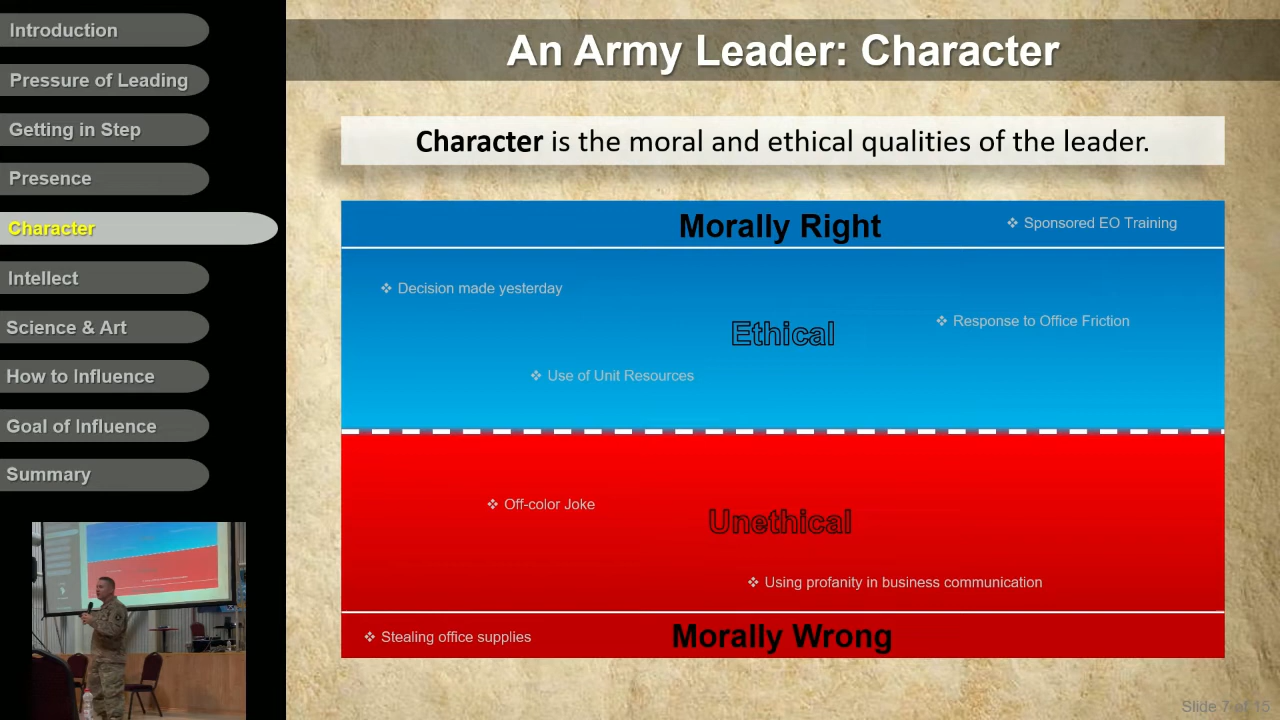 Introduction
Pressure of Leading
Getting in Step
Presence
Character
Intellect
Science & Art
How to Influence
Goal of Influence
Summary
An Army Leader: Character
Character is the moral and ethical qualities of the leader.
Morally Right
❖ Sponsored EO Training
❖ Decision made yesterday
❖ Response to Office Friction
Ethical
❖ Use of Unit Resources
❖ Off-color Joke
Unethical
❖ Using profanity in business communication
❖ Stealing office supplies
Morally Wrong
Slide 7 of 15